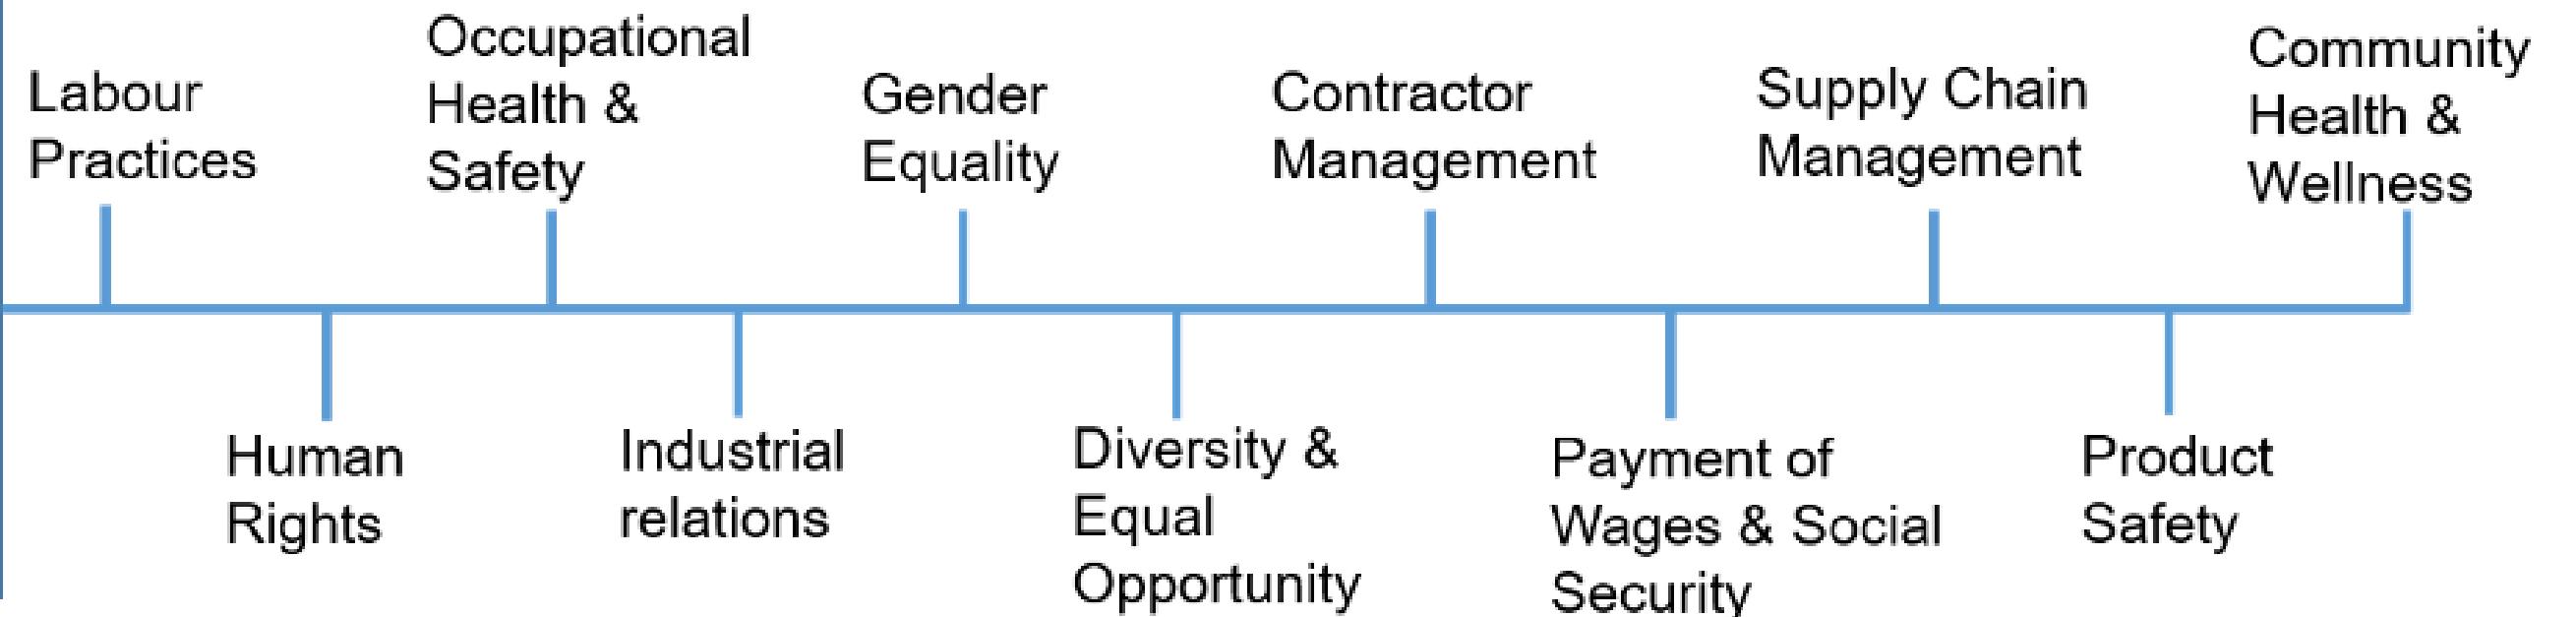 Labour
Practices
Occupational
Health &
Safety
Gender
Equality
Contractor
Management
Supply Chain
Management
Community
Health &
Wellness
Human
Rights
Industrial
relations
Diversity &
Equal
Opportunity
Payment of
Wages & Social
Security
Product
Safety